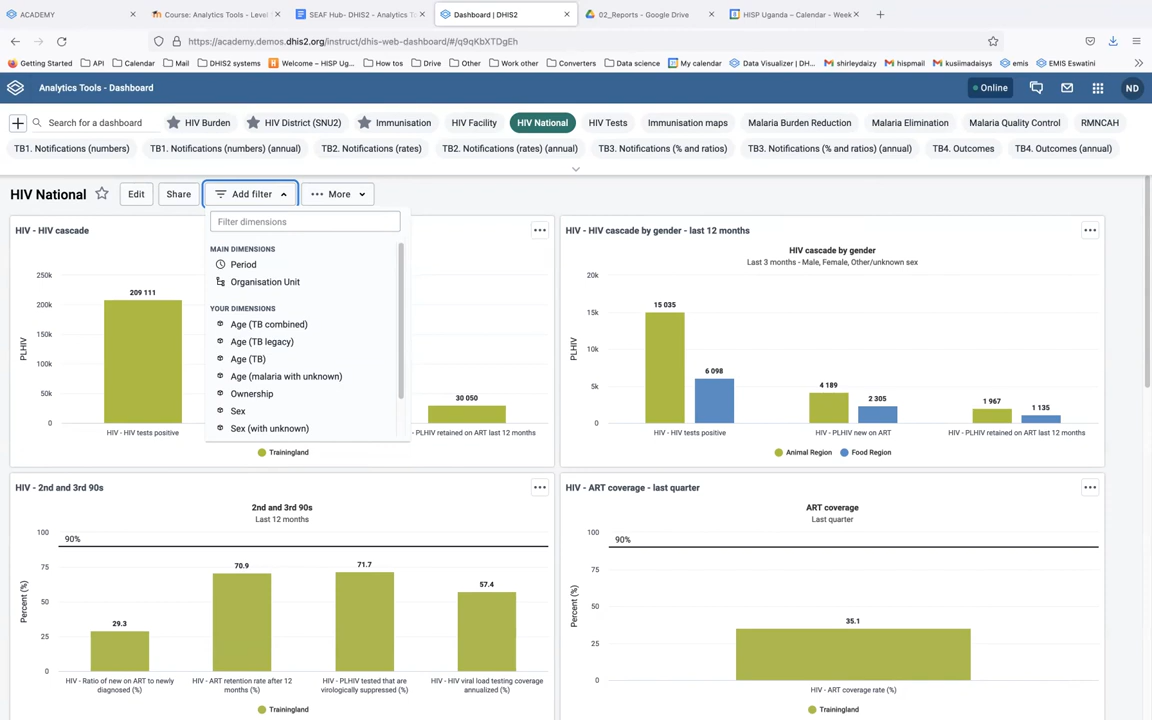 ACADEMY
Course: Analytics Tools - Level
SEAF Hub- DHIS2 - Analytics To
Dashboard | DHIS2
02_Reports - Google Drive
HISP Uganda – Calendar - Week
https://academy.demos.dhis2.org/instruct/dhis-web-dashboard/#/q9qKbXTDgEh
Getting Started
API
Calendar
Mail
DHIS2 systems
Welcome – HISP Ug...
How tos
Drive
Other
Work other
Converters
Data science
My calendar
Data Visualizer | DH...
shirleydaizy
hispmail
kusiimadaisys
emis
EMIS Eswatini
Analytics Tools - Dashboard
Online
ND
Search for a dashboard
HIV Burden
HIV District (SNU2)
Immunisation
HIV Facility
HIV National
HIV Tests
Immunisation maps
Malaria Burden Reduction
Malaria Elimination
Malaria Quality Control
RMNCAH
TB1. Notifications (numbers)
TB1. Notifications (numbers) (annual)
TB2. Notifications (rates)
TB2. Notifications (rates) (annual)
TB3. Notifications (% and ratios)
TB3. Notifications (% and ratios) (annual)
TB4. Outcomes
TB4. Outcomes (annual)
HIV National
Edit
Share
Add filter
More
Filter dimensions
MAIN DIMENSIONS
Period
Organisation Unit
YOUR DIMENSIONS
Age (TB combined)
Age (TB legacy)
Age (TB)
Age (malaria with unknown)
Ownership
Sex
Sex (with unknown)
HIV - HIV cascade
250k
200k
150k
100k
50k
0
PLHIV
209 111
30 050
HIV - HIV tests positive
- PLHIV retained on ART last 12 months
Trainingland
HIV - HIV cascade by gender - last 12 months
HIV cascade by gender
Last 3 months - Male, Female, Other/unknown sex
20k
15k
10k
5k
0
PLHIV
15 035
6 098
4 189
2 305
1 967
1 135
HIV - HIV tests positive
HIV - PLHIV new on ART
HIV - PLHIV retained on ART last 12 months
Animal Region
Food Region
HIV - 2nd and 3rd 90s
2nd and 3rd 90s
Last 12 months
100
75
50
25
0
Percent (%)
90%
29.3
70.9
71.7
57.4
HIV - Ratio of new on ART to newly
diagnosed (%)
HIV - ART retention rate after 12
months (%)
HIV - PLHIV tested that are
virologically suppressed (%)
HIV - HIV viral load testing coverage
annualized (%)
Trainingland
HIV - ART coverage - last quarter
ART coverage
Last quarter
100
75
50
25
0
Percent (%)
90%
35.1
HIV - ART coverage rate (%)
Trainingland